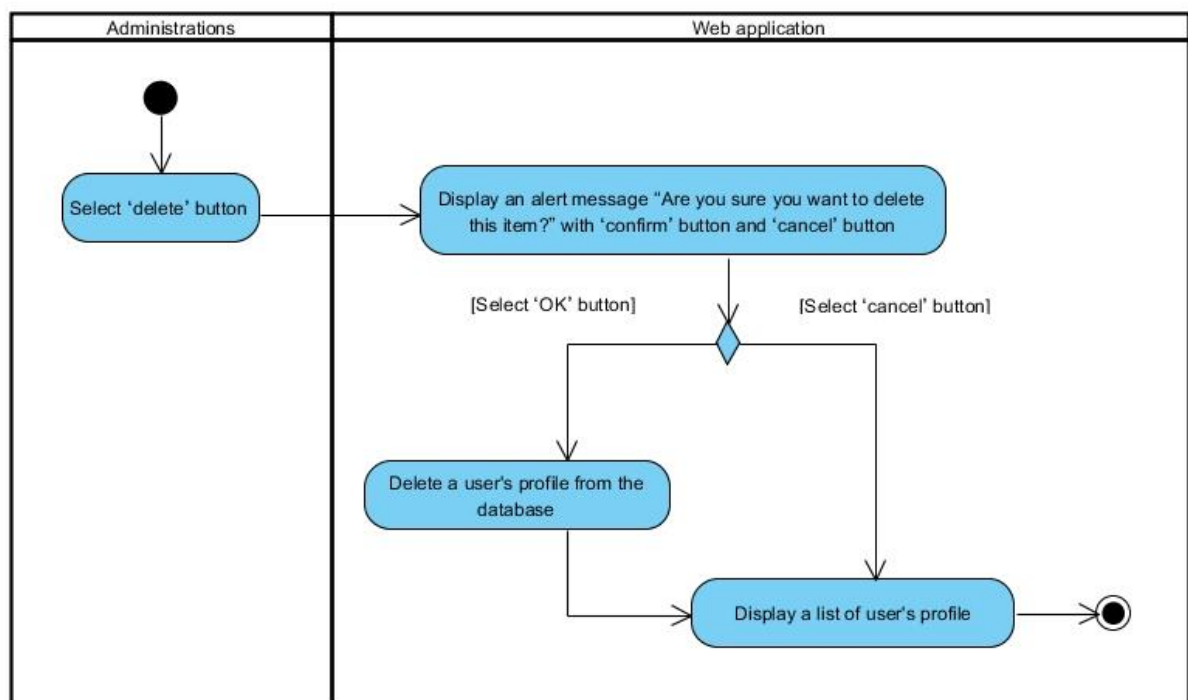 Administrations
Web application
Select ‘delete’ button
Display an alert message “Are you sure you want to delete
this item?” with ‘confirm’ button and ‘cancel’ button
[Select ‘OK’ button]
[Select ‘cancel’ button]
Delete a user's profile from the
database
Display a list of user's profile